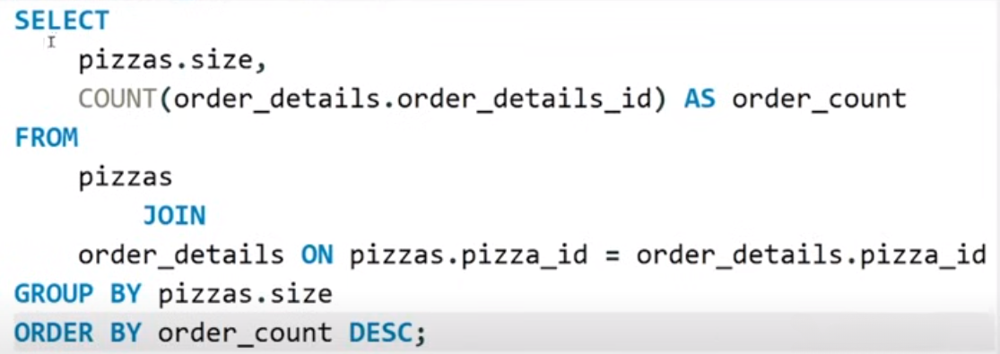 SELECT
    pizzas.size,
    COUNT(order_details.order_details_id) AS order_count
FROM
    pizzas
        JOIN
    order_details ON pizzas.pizza_id = order_details.pizza_id
GROUP BY pizzas.size
ORDER BY order_count DESC;